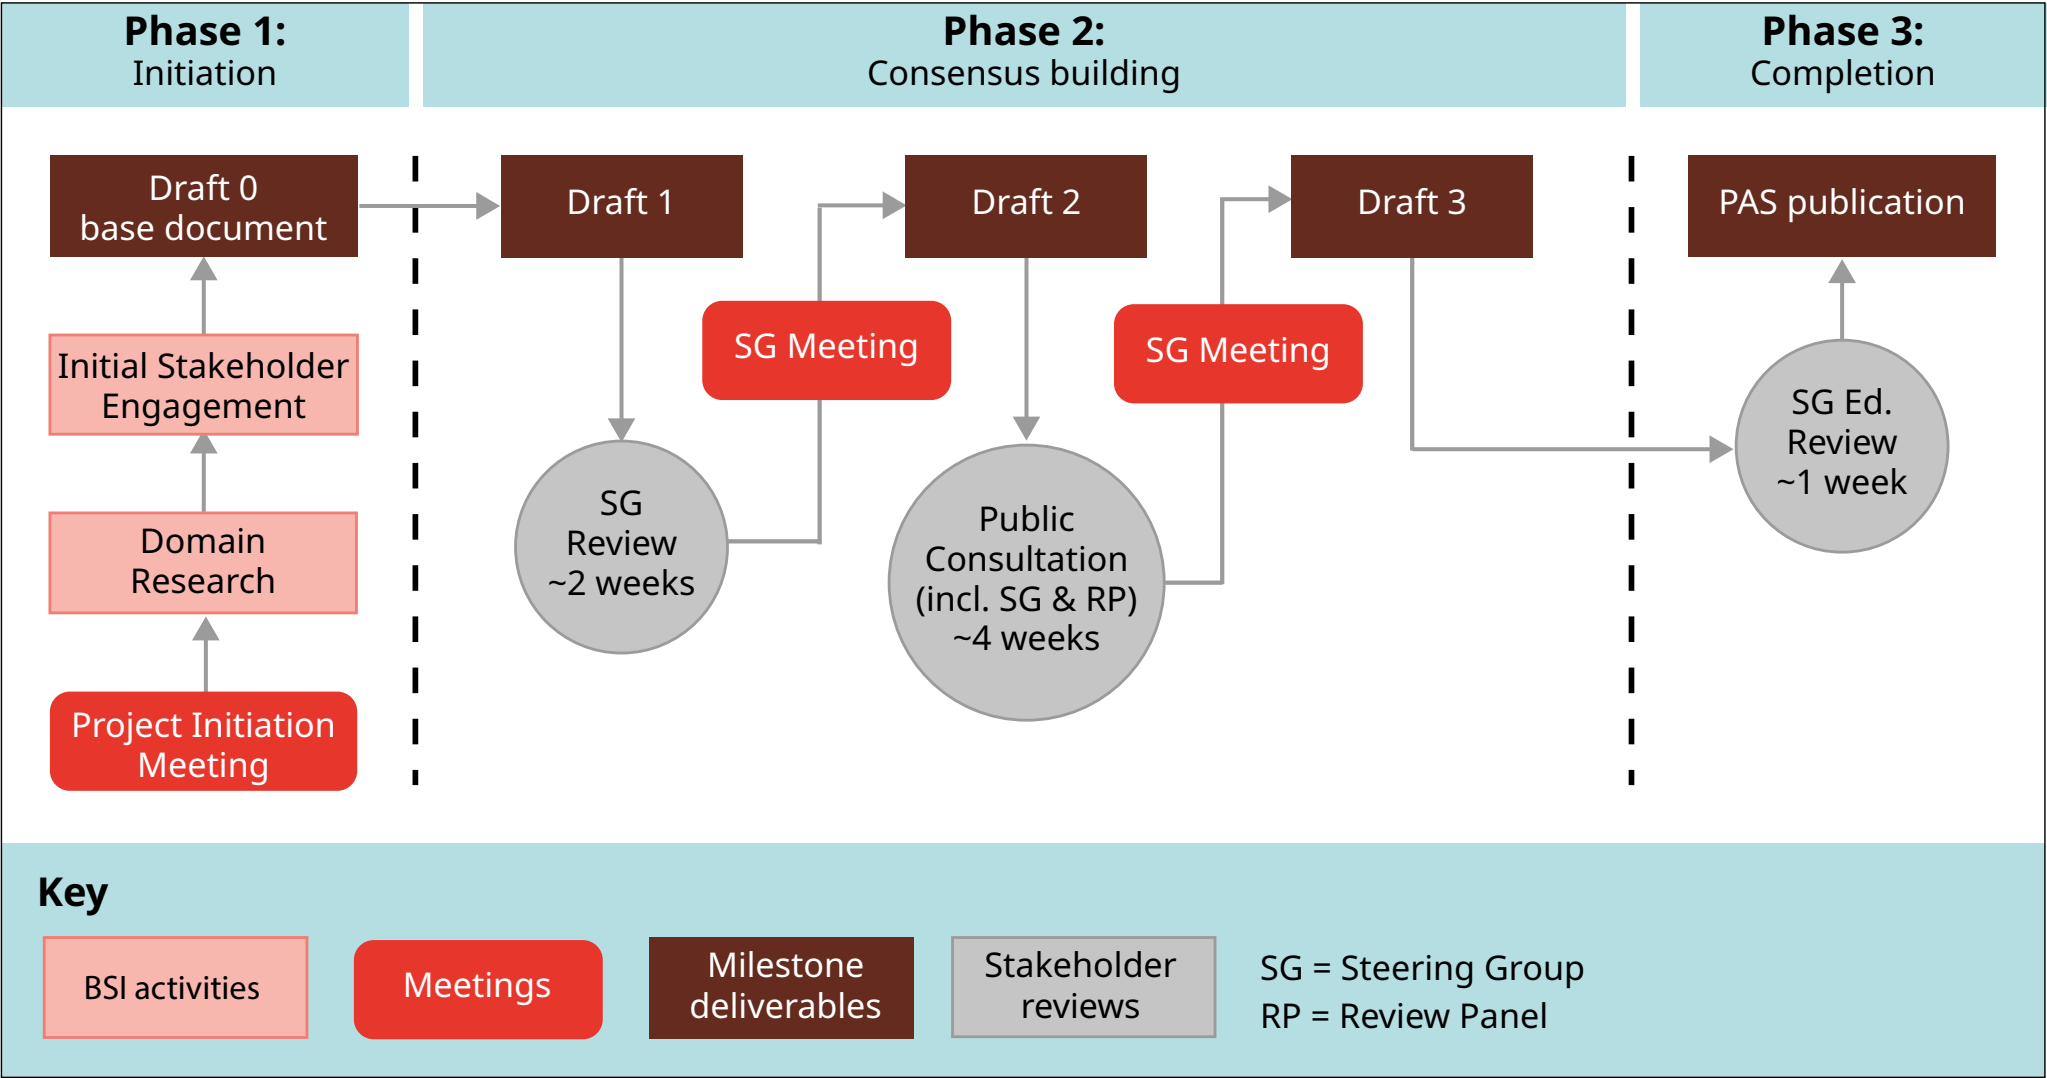 Phase 1:
Initiation
Phase 2:
Consensus building
Phase 3:
Completion
Draft 0
base document
Initial Stakeholder
Engagement
Domain
Research
Project Initiation
Meeting
Draft 1
SG
Review
~2 weeks
SG Meeting
Draft 2
Public
Consultation
(incl. SG & RP)
~4 weeks
SG Meeting
Draft 3
PAS publication
SG Ed.
Review
~1 week
Key
BSI activities
Meetings
Milestone
deliverables
Stakeholder
reviews
SG = Steering Group
RP = Review Panel